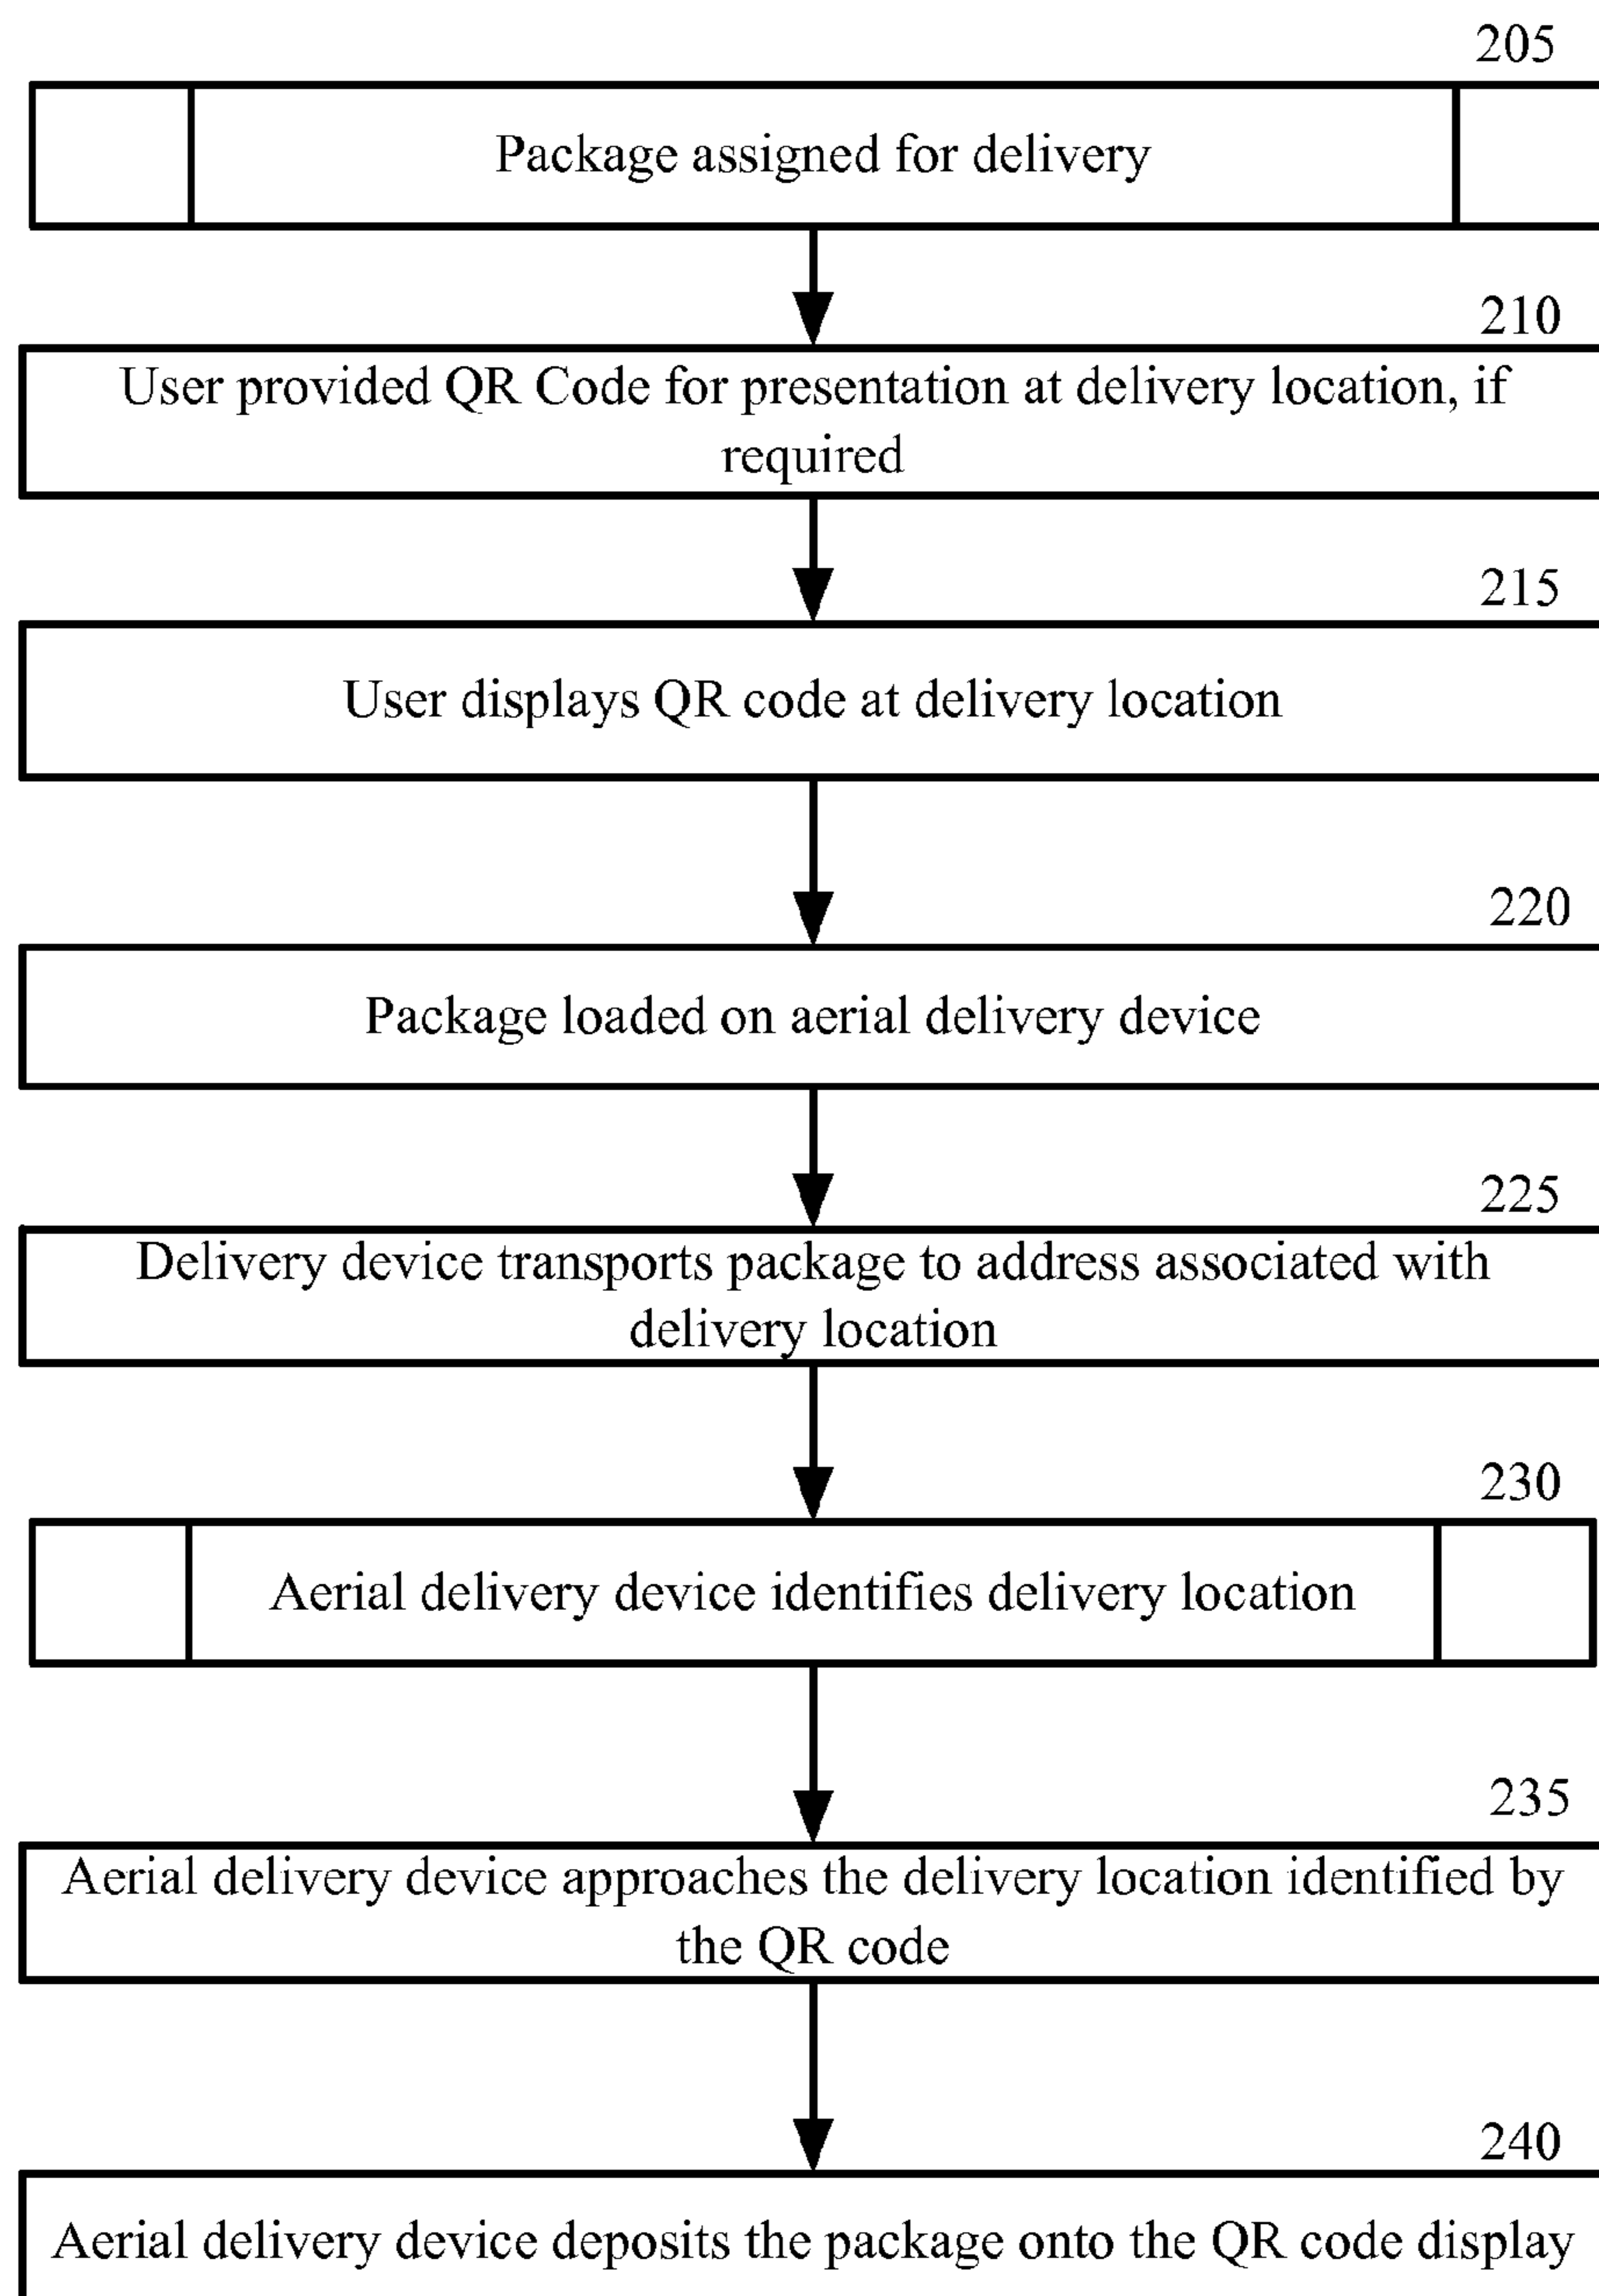 205
Package assigned for delivery
210
User provided QR Code for presentation at delivery location, if
required
215
User displays QR code at delivery location
220
Package loaded on aerial delivery device
225
Delivery device transports package to address associated with
delivery location
230
Aerial delivery device identifies delivery location
235
Aerial delivery device approaches the delivery location identified by
the QR code
240
Aerial delivery device deposits the package onto the QR code display